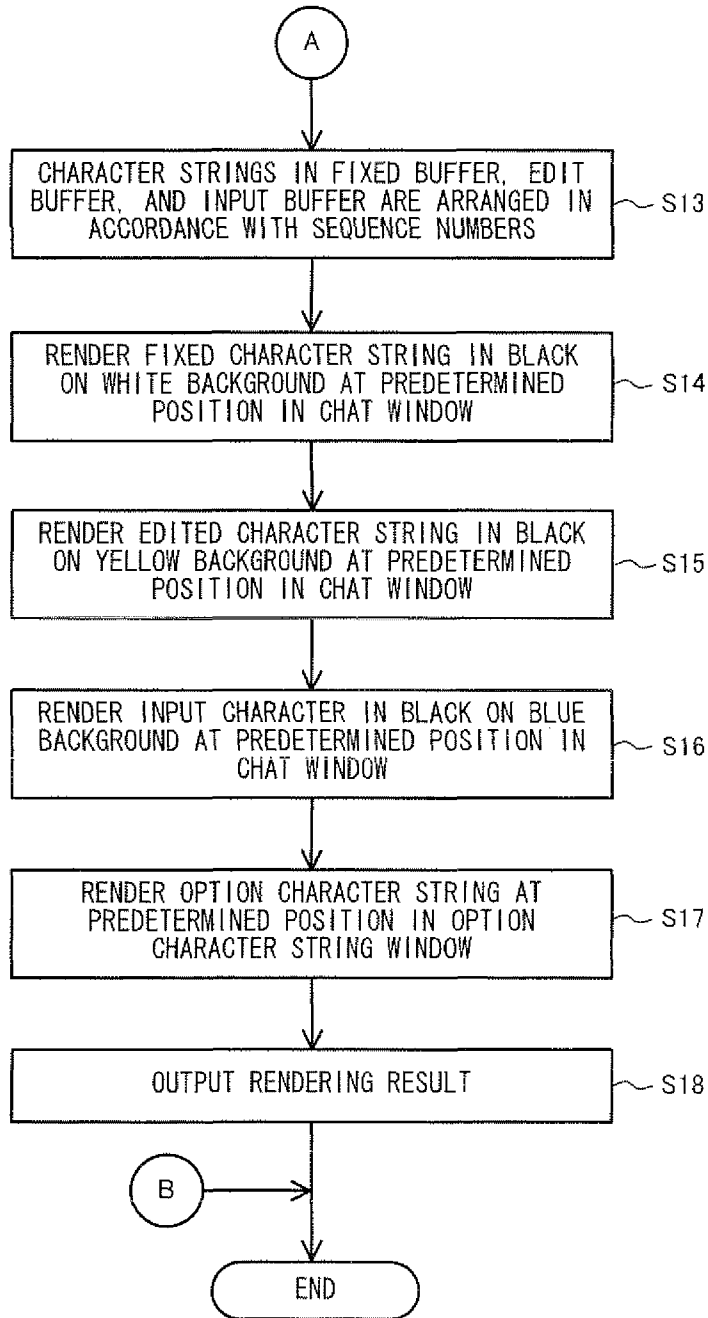 A
CHARACTER STRINGS IN FIXED BUFFER, EDIT
BUFFER, AND INPUT BUFFER ARE ARRANGED IN
ACCORDANCE WITH SEQUENCE NUMBERS
S13
RENDER FIXED CHARACTER STRING IN BLACK
ON WHITE BACKGROUND AT PREDETERMINED
POSITION IN CHAT WINDOW
S14
RENDER EDITED CHARACTER STRING IN BLACK
ON YELLOW BACKGROUND AT PREDETERMINED
POSITION IN CHAT WINDOW
S15
RENDER INPUT CHARACTER IN BLACK ON BLUE
BACKGROUND AT PREDETERMINED POSITION IN
CHAT WINDOW
S16
RENDER OPTION CHARACTER STRING AT
PREDETERMINED POSITION IN OPTION
CHARACTER STRING WINDOW
S17
OUTPUT RENDERING RESULT
S18
B
END